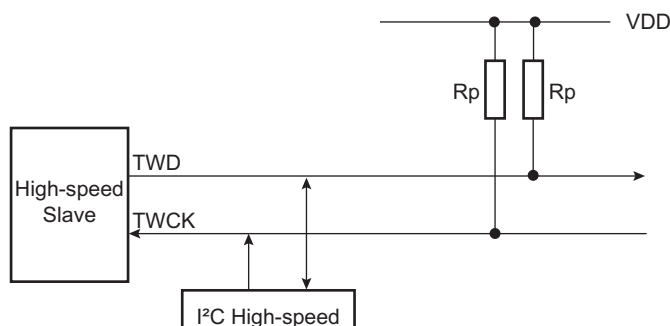 VDD
Rp
Rp
TWD
High-speed
Slave
TWCK
I²C High-speed